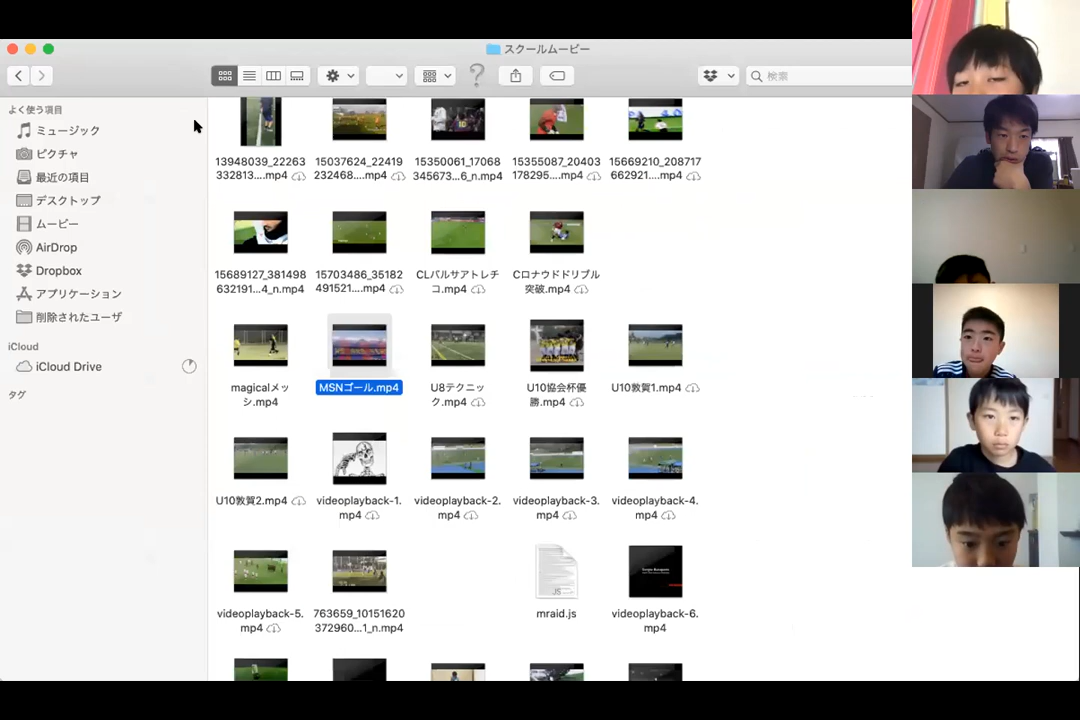 スクールムービー
検索
よく使う項目
ミュージック
ピクチャ
最近の項目
デスクトップ
ムービー
AirDrop
Dropbox
アプリケーション
削除されたユーザ
iCloud
iCloud Drive
タグ
13948039_22263
332813....mp4
15037624_22419
232468....mp4
15350061_17068
345673...6_n.mp4
15355087_20403
178295....mp4
15669210_208717
662921....mp4
15689127_381498
632191...4_n.mp4
15703486_35182
491521....mp4
CLバルサアトレチ
コ.mp4
Cロナウドドリブル
突破.mp4
magicalメッ
シ.mp4
MSNゴール.mp4
U8テクニッ
ク.mp4
U10協会杯優
勝.mp4
U10敦賀1.mp4
U10敦賀2.mp4
videoplayback-1.
mp4
videoplayback-2.
mp4
videoplayback-3.
mp4
videoplayback-4.
mp4
videoplayback-5.
mp4
763659_10151620
372960...1_n.mp4
JS
mraid.js
videoplayback-6.
mp4